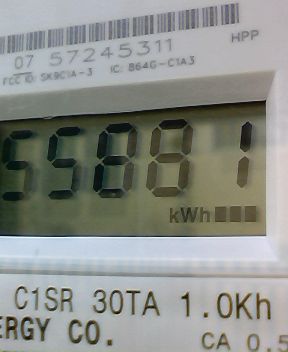 07 57245311
HPP
FCC ID: SK9C1A-3 IC: 864G-C1A3
55881
kWh
C1SR 30TA 1.0Kh
ERGY CO.
CA 0.5